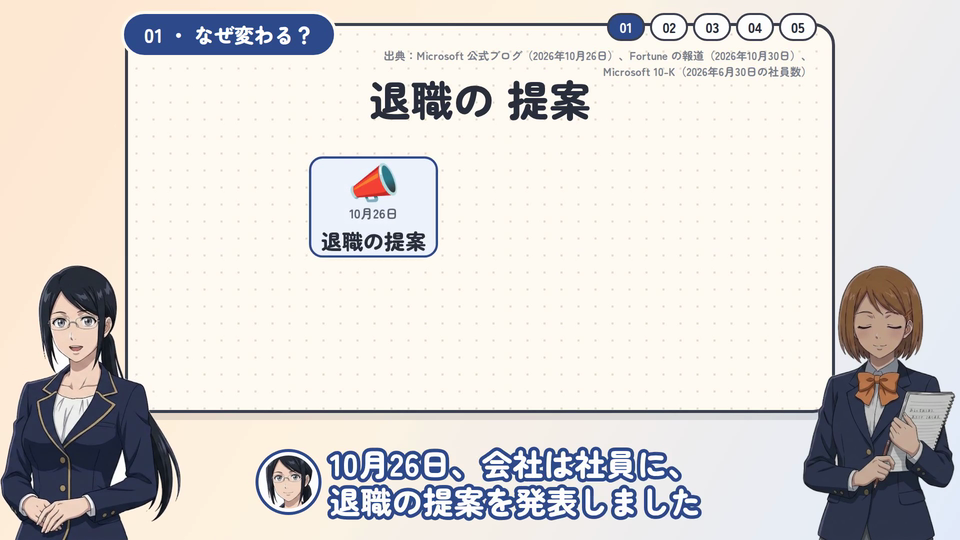 01 ・ なぜ変わる？
01 02 03 04 05
出典：Microsoft 公式ブログ（2026年10月26日）、Fortune の報道（2026年10月30日）、
Microsoft 10-K（2026年6月30日の社員数）
退職の 提案
10月26日
退職の提案
10月26日、会社は社員に、
退職の提案を発表しました